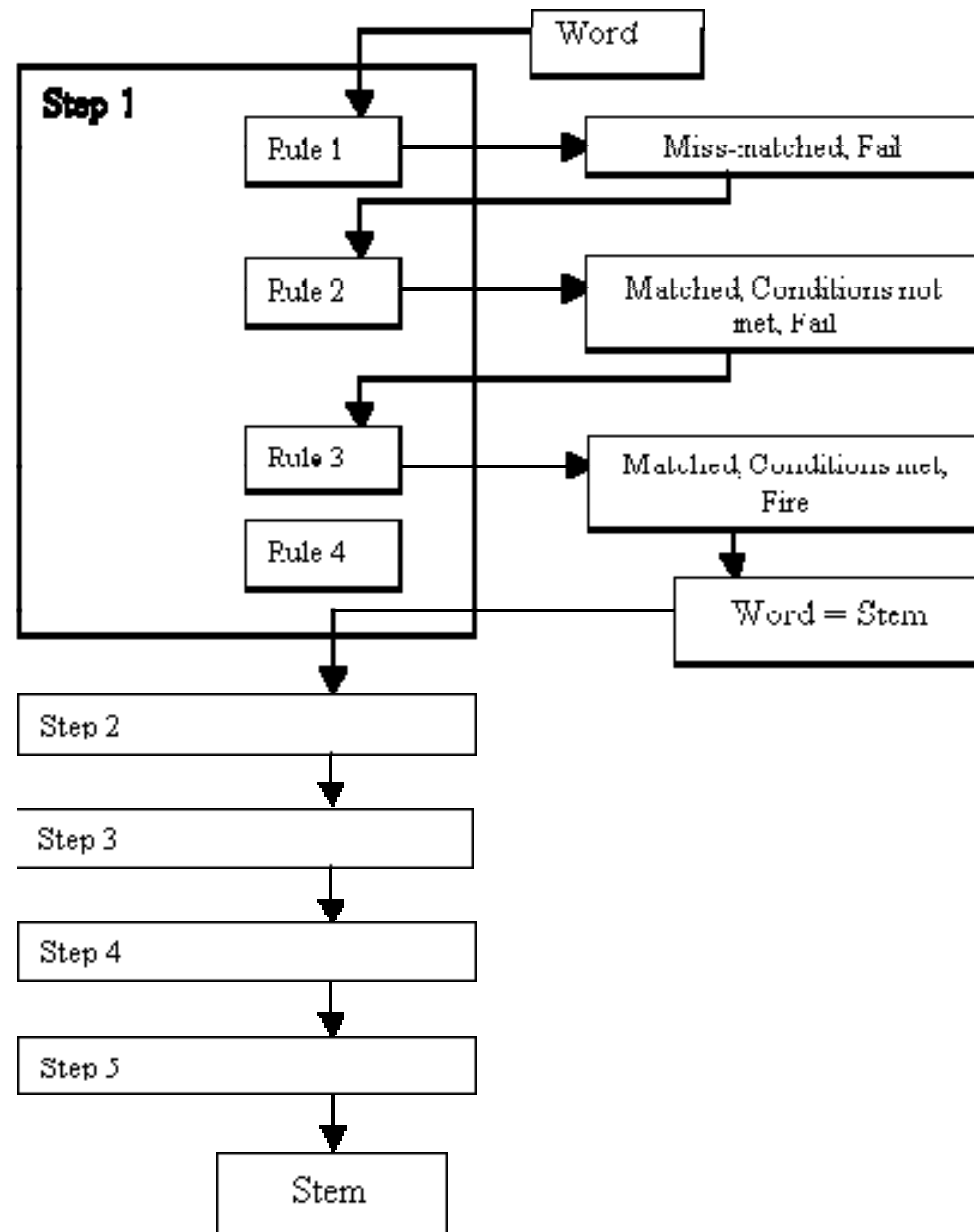 Word
Step 1
Rule 1
Miss-matched, Fail
Rule 2
Matched, Conditions not
met, Fail
Rule 3
Matched, Conditions met,
Fire
Rule 4
Word = Stem
Step 2
Step 3
Step 4
Step 5
Stem